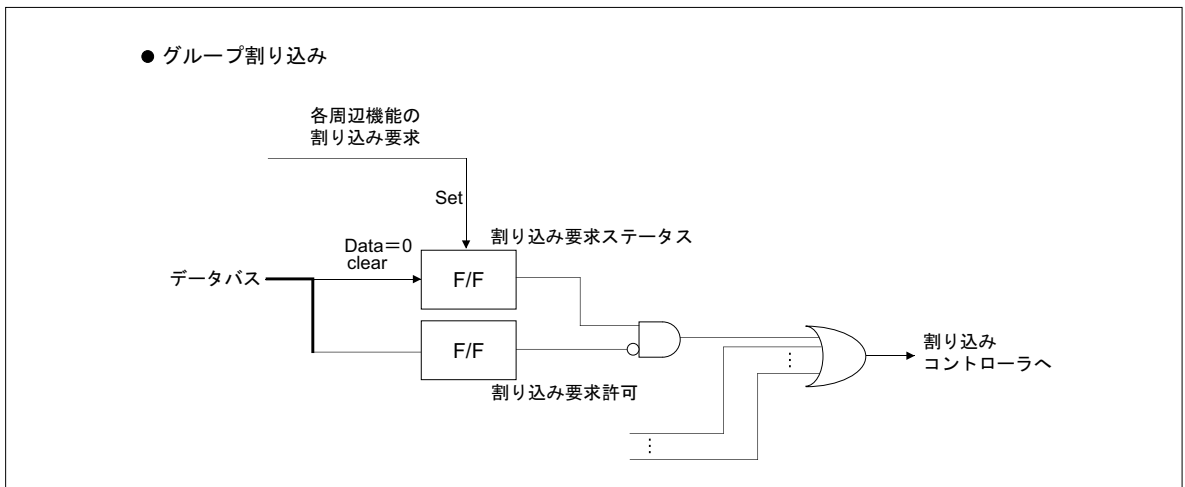 ● グループ割り込み
各周辺機能の
割り込み要求
Set
割り込み要求ステータス
Data＝0
clear
データバス
F/F
F/F
割り込み要求許可
割り込み
コントローラへ
⋮
⋮